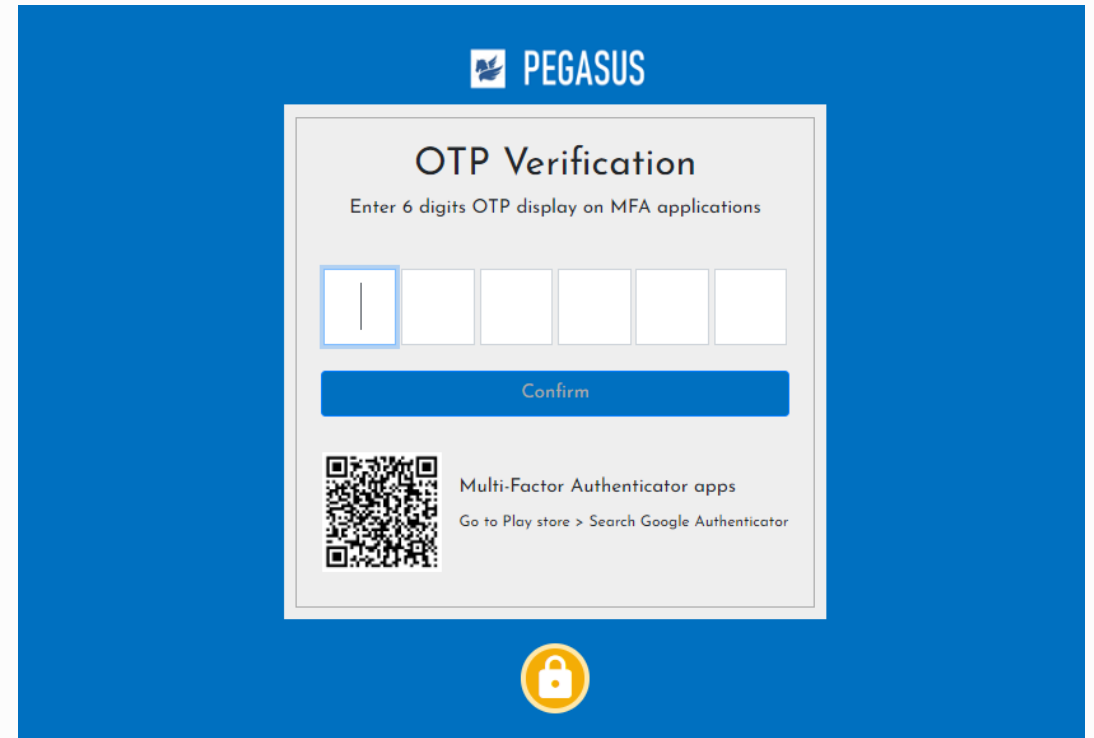 PEGASUS
OTP Verification
Enter 6 digits OTP display on MFA applications
Confirm
Multi-Factor Authenticator apps
Go to Play store > Search Google Authenticator